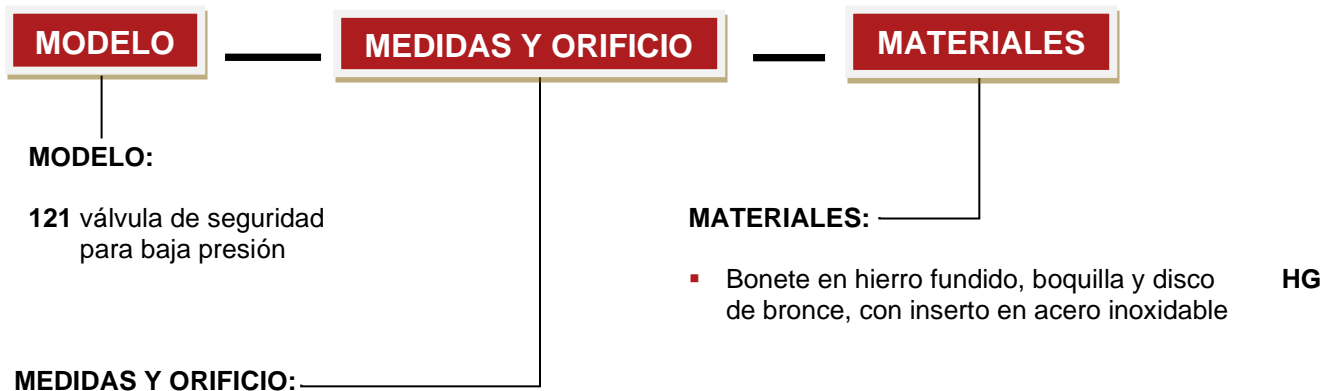 MODELO
MEDIDAS Y ORIFICIO
MATERIALES
MODELO:
121 válvula de seguridad
para baja presión
MATERIALES:
▪ Bonete en hierro fundido, boquilla y disco HG
de bronce, con inserto en acero inoxidable
MEDIDAS Y ORIFICIO: